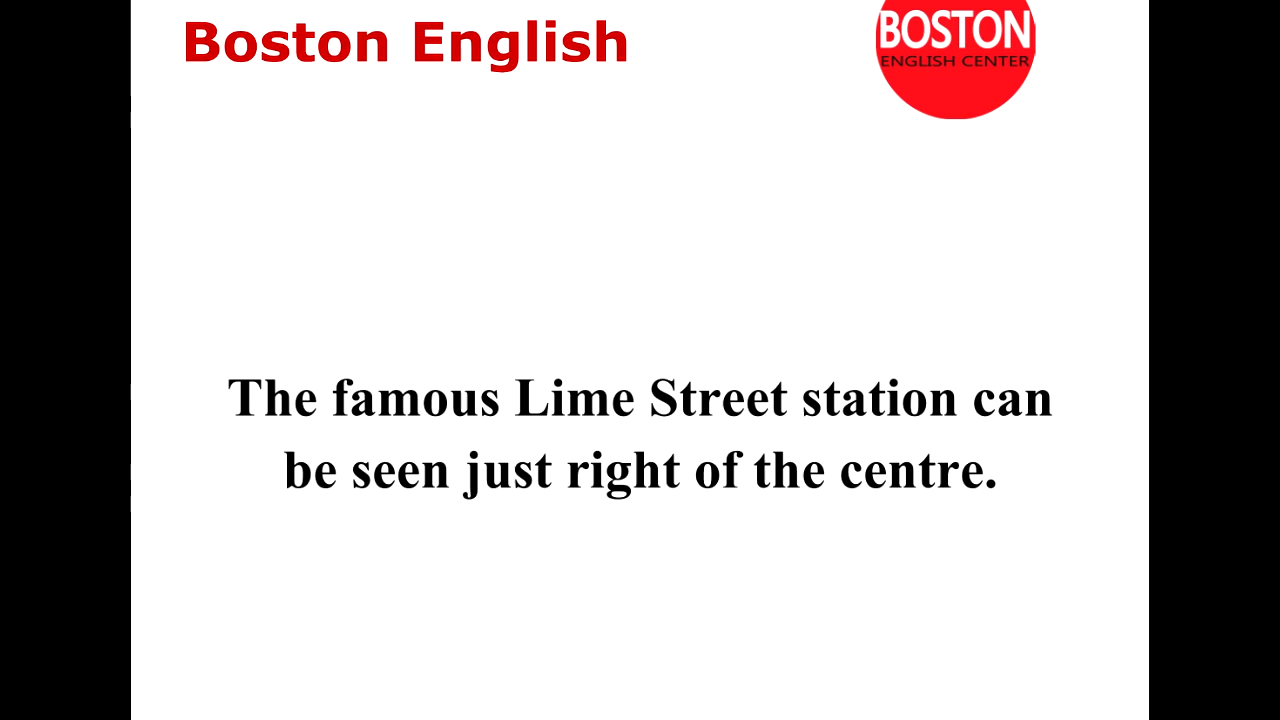 Boston English
BOSTON
ENGLISH CENTER
The famous Lime Street station can
be seen just right of the centre.